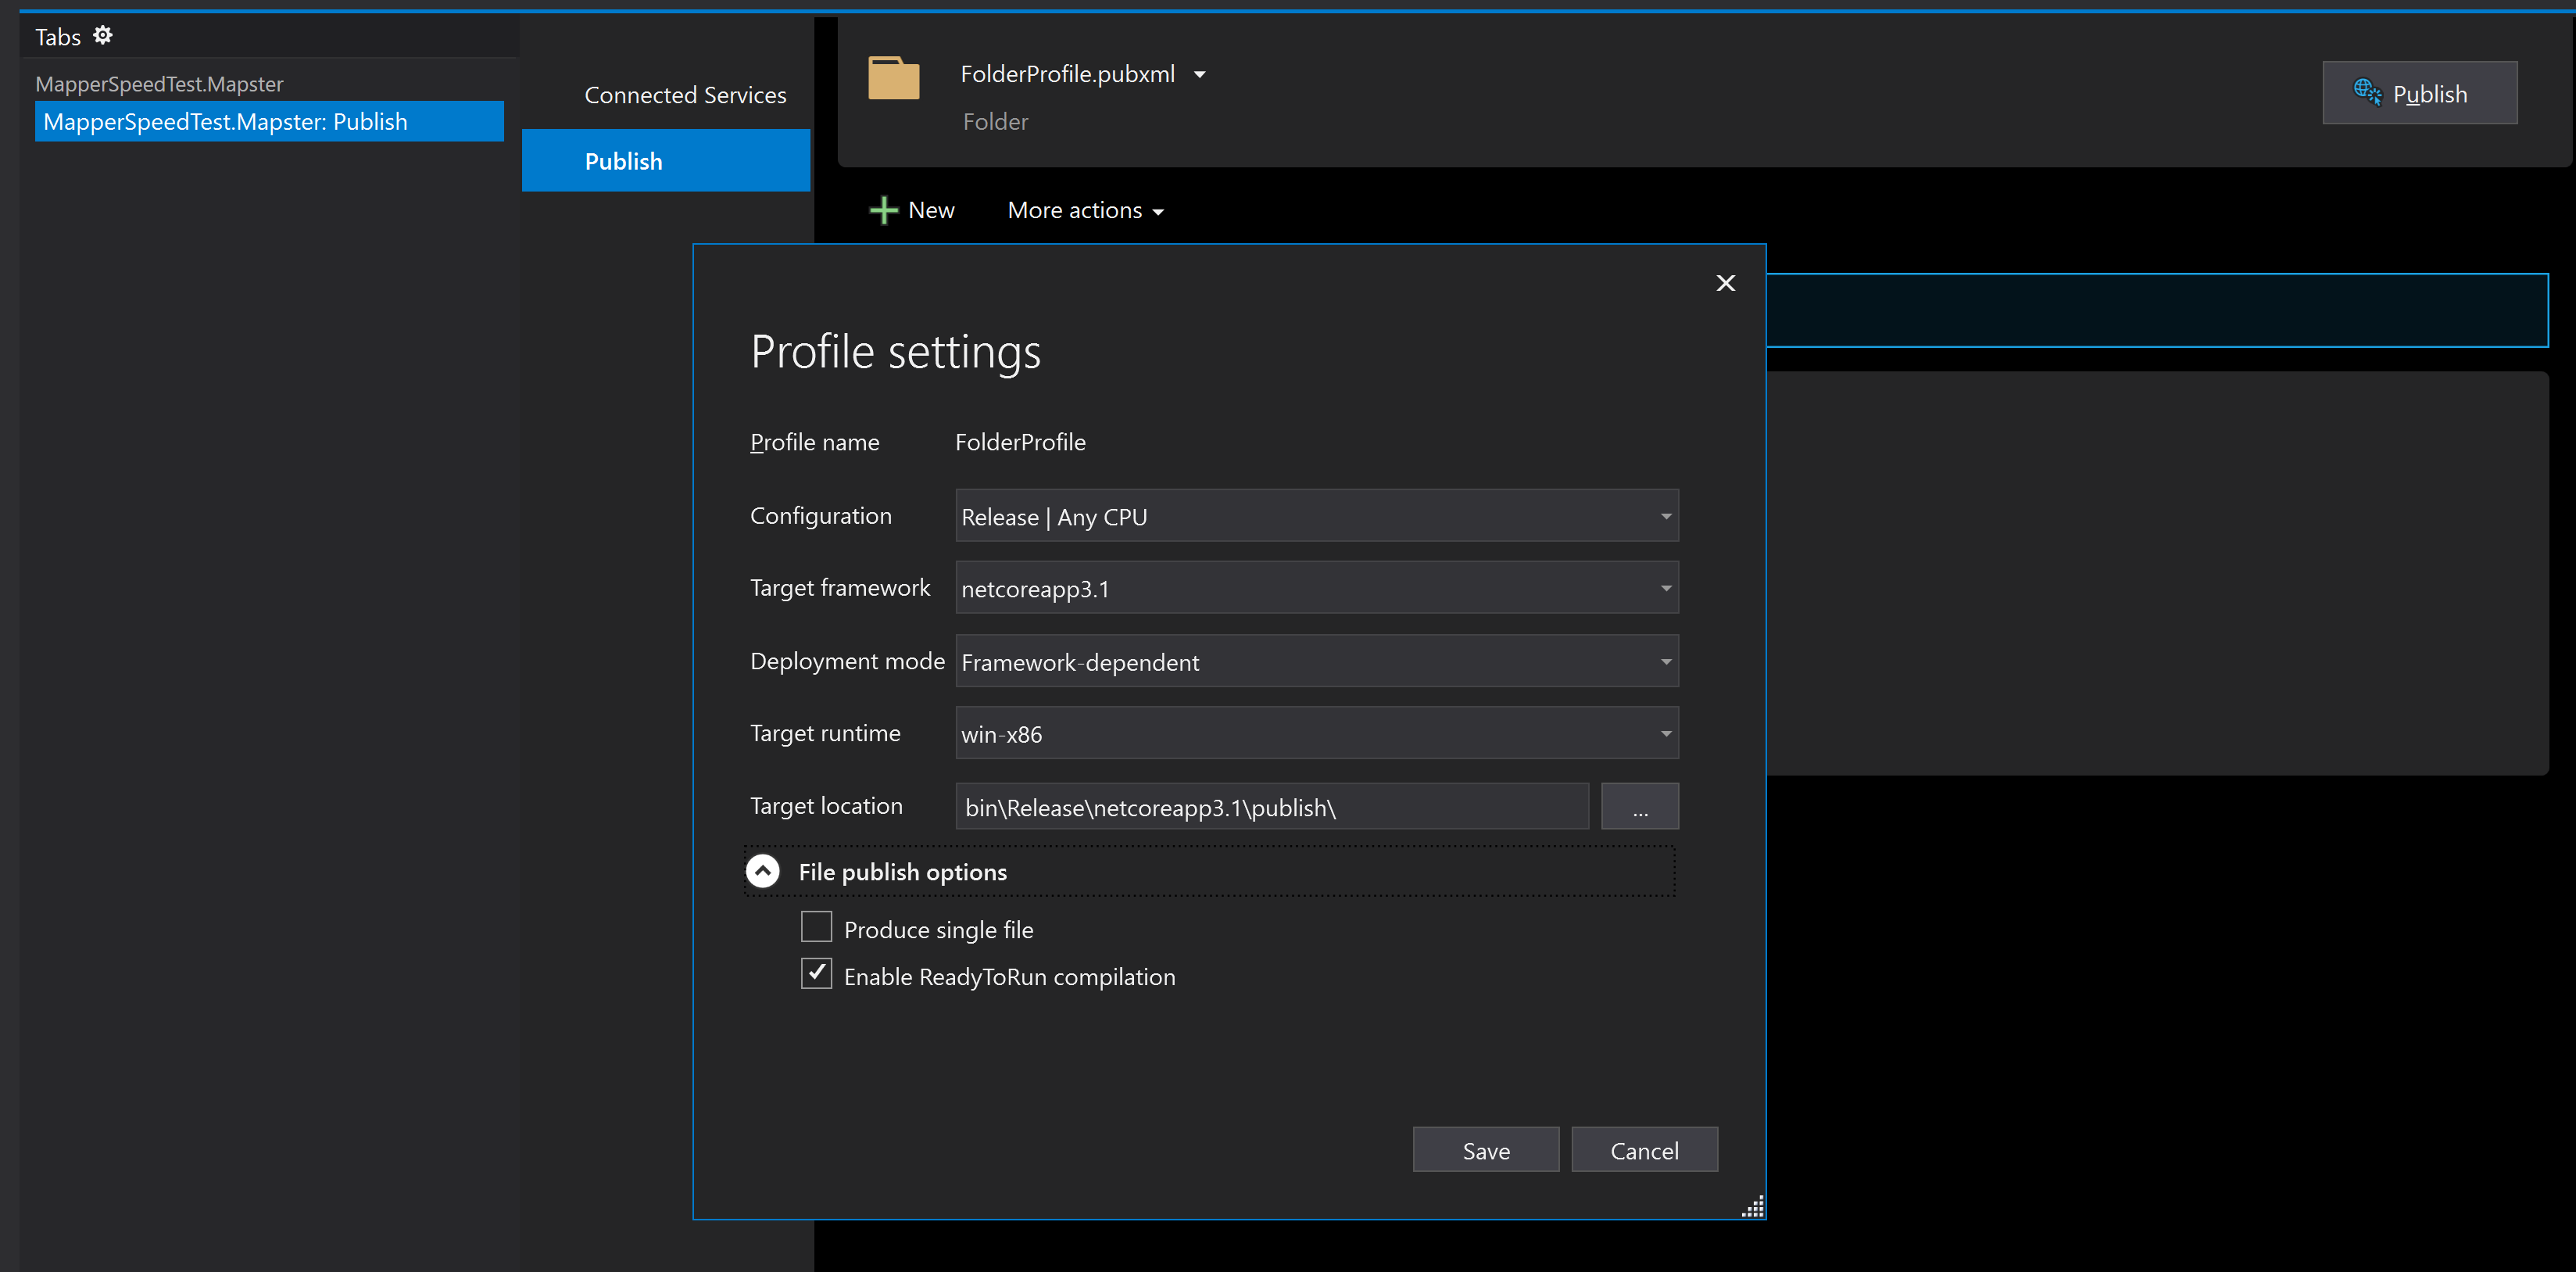 Tabs
MapperSpeedTest.Mapster
MapperSpeedTest.Mapster: Publish
Connected Services
Publish
FolderProfile.pubxml
Folder
Publish
New
More actions
Profile settings
Profile name FolderProfile
Configuration Release | Any CPU
Target framework netcoreapp3.1
Deployment mode Framework-dependent
Target runtime win-x86
Target location bin\Release\netcoreapp3.1\publish\ ...
File publish options
Produce single file
Enable ReadyToRun compilation
Save Cancel